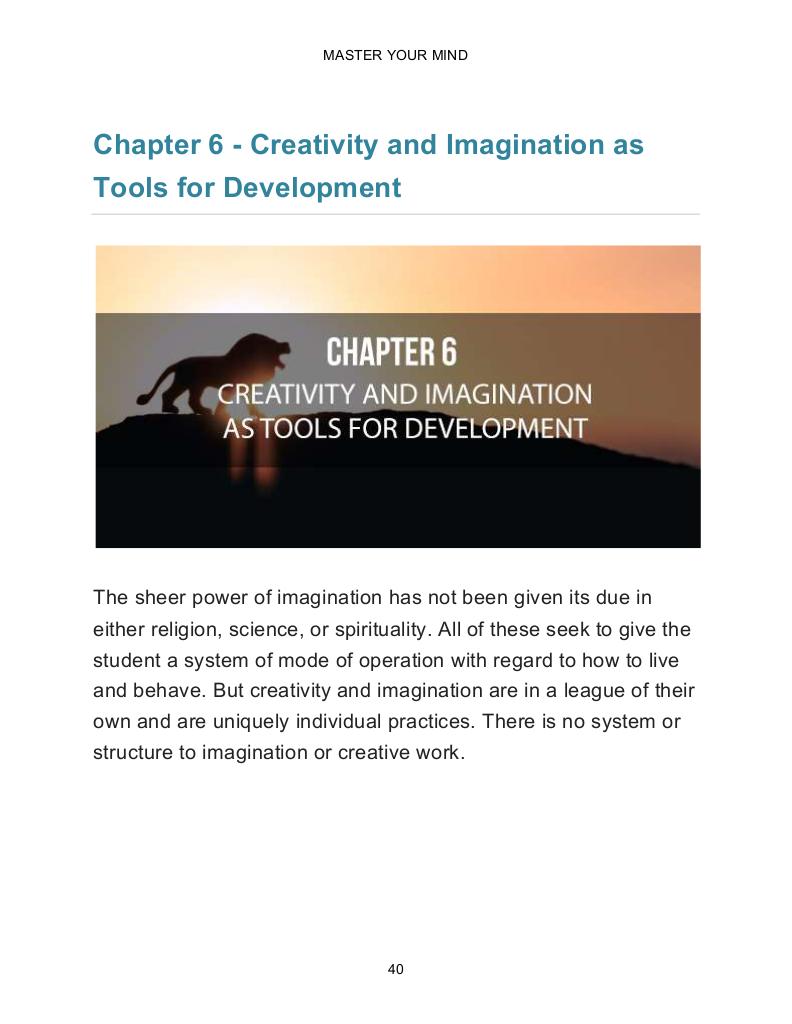 MASTER YOUR MIND
Chapter 6 - Creativity and Imagination as
Tools for Development
CHAPTER 6
CREATIVITY AND IMAGINATION
AS TOOLS FOR DEVELOPMENT
The sheer power of imagination has not been given its due in
either religion, science, or spirituality. All of these seek to give the
student a system of mode of operation with regard to how to live
and behave. But creativity and imagination are in a league of their
own and are uniquely individual practices. There is no system or
structure to imagination or creative work.
40